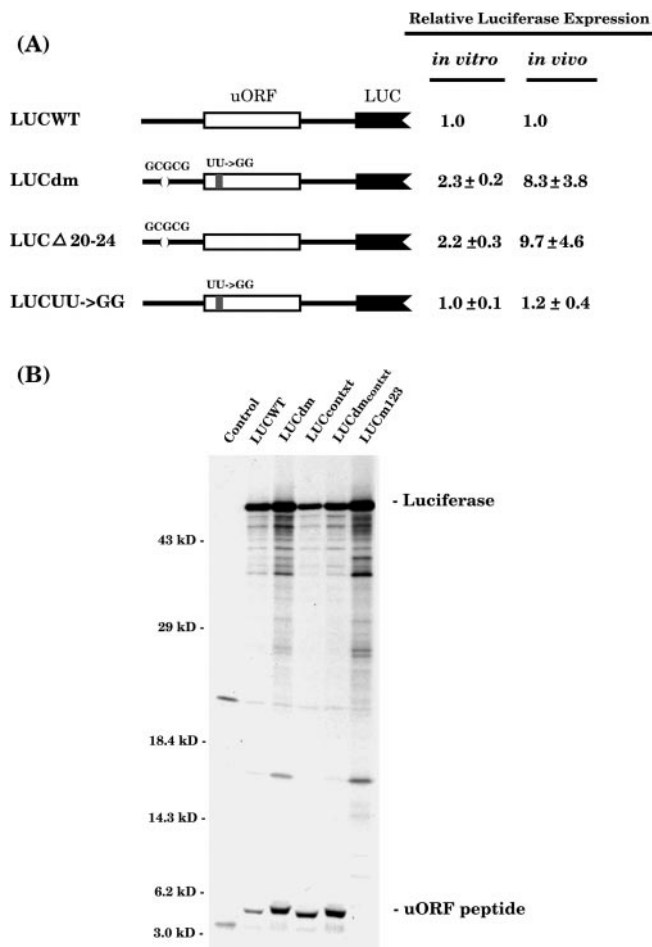 (A)
Relative Luciferase Expression
in vitro in vivo
uORF LUC
LUCWT 1.0 1.0
GCGCG UU->GG
LUCdm 2.3 ± 0.2 8.3 ± 3.8
GCGCG
LUC Δ 20-24 2.2 ±0.3 9.7 ± 4.6
UU->GG
LUCUU->GG 1.0 ±0.1 1.2 ± 0.4
(B)
Control LUCWT LUCdm LUCcontxt LUCdmcontxt LUCm123
- Luciferase
43 kD -
29 kD -
18.4 kD -
14.3 kD -
6.2 kD -
- uORF peptide
3.0 kD -